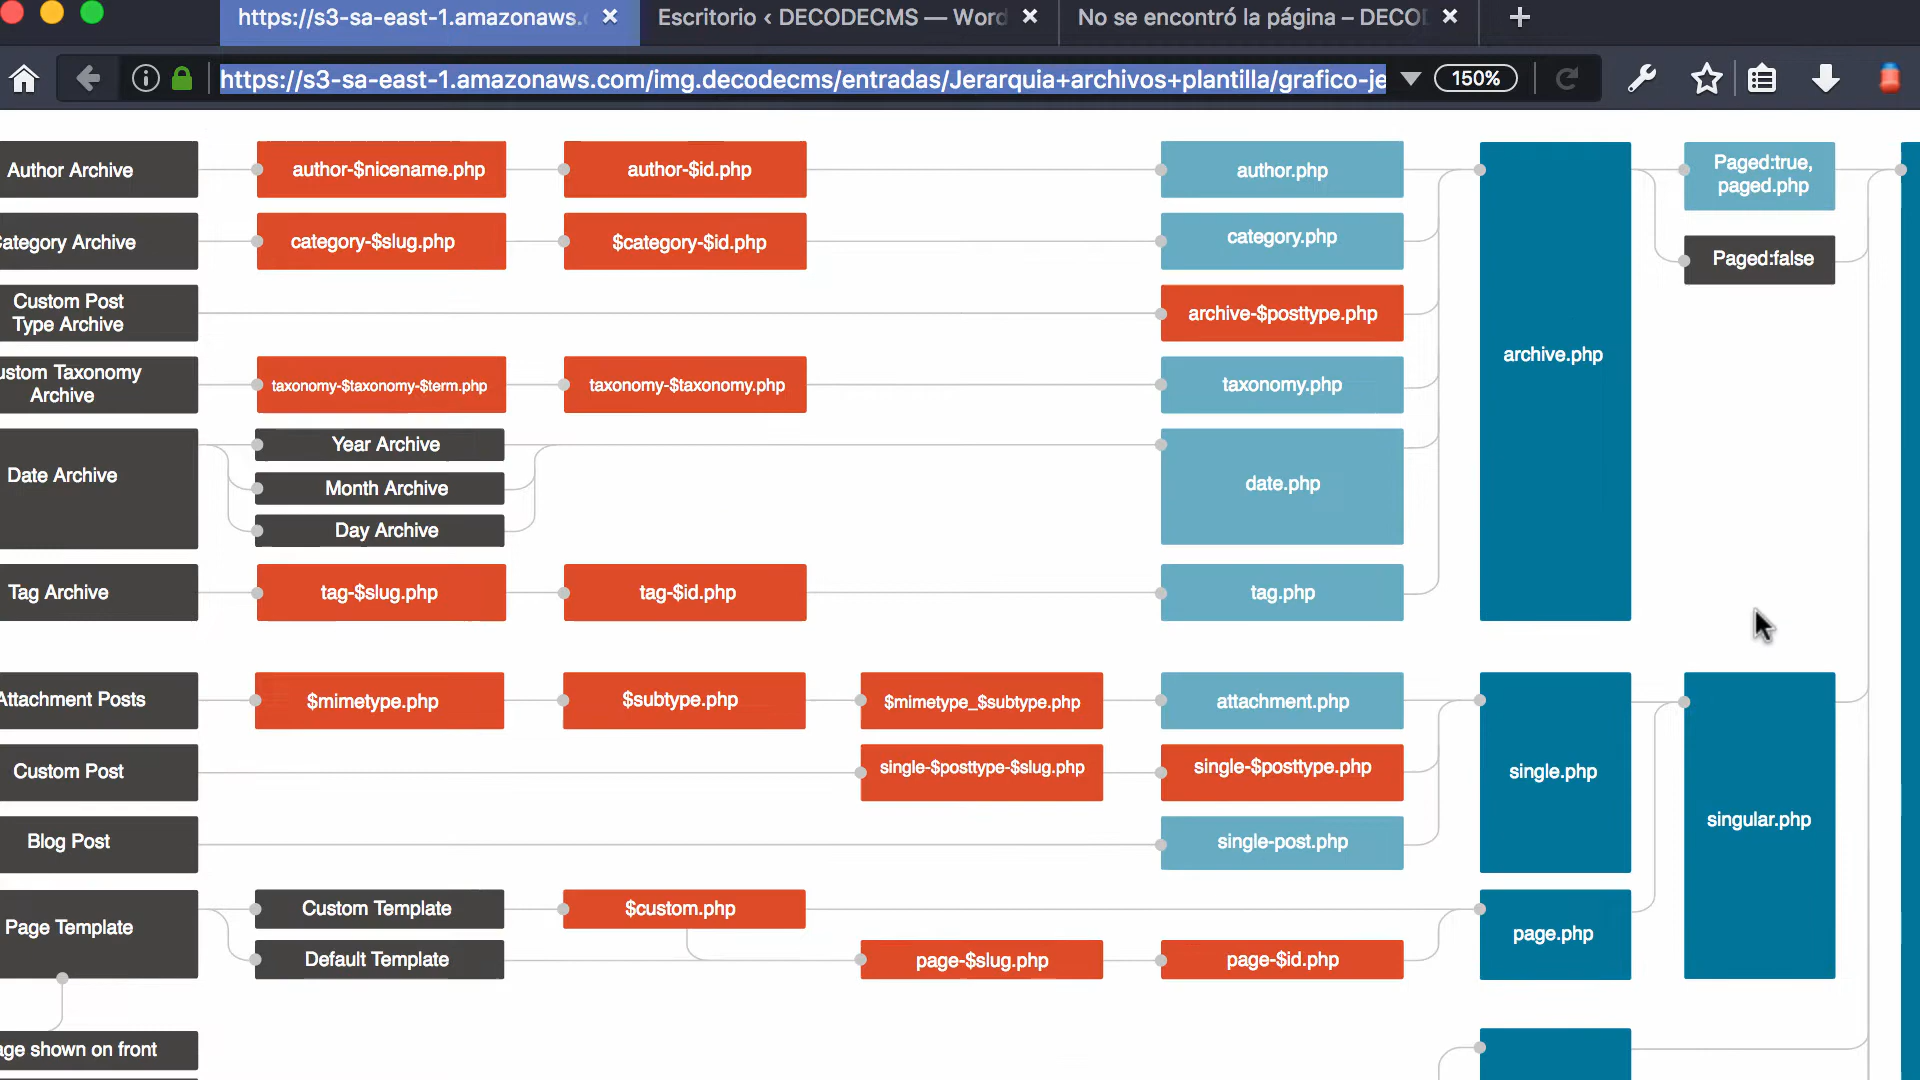 https://s3-sa-east-1.amazonaws.
Escritorio ‹ DECODECMS — Word
No se encontró la página – DECO
https://s3-sa-east-1.amazonaws.com/img.decodecms/entradas/Jerarquia+archivos+plantilla/grafico-je
150%
Author Archive
author-$nicename.php
author-$id.php
author.php
Paged:true,
paged.php
ategory Archive
category-$slug.php
$category-$id.php
category.php
Paged:false
Custom Post
Type Archive
archive-$posttype.php
archive.php
ustom Taxonomy
Archive
taxonomy-$taxonomy-$term.php
taxonomy-$taxonomy.php
taxonomy.php
Date Archive
Year Archive
Month Archive
Day Archive
date.php
Tag Archive
tag-$slug.php
tag-$id.php
tag.php
Attachment Posts
$mimetype.php
$subtype.php
$mimetype_$subtype.php
attachment.php
Custom Post
single-$posttype-$slug.php
single-$posttype.php
single.php
singular.php
Blog Post
single-post.php
Page Template
Custom Template
$custom.php
Default Template
page-$slug.php
page-$id.php
page.php
age shown on front